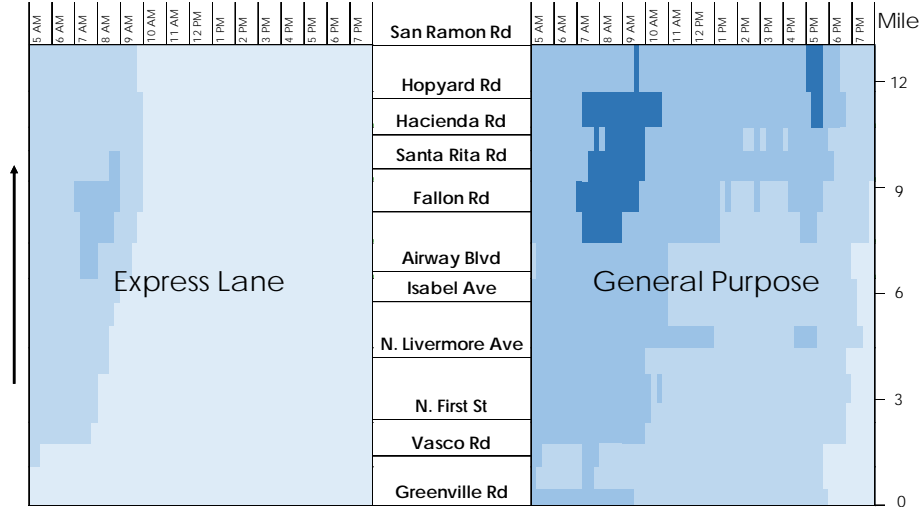 5 AM 6 AM 7 AM 8 AM 9 AM 10 AM 11 AM 12 PM 1 PM 2 PM 3 PM 4 PM 5 PM 6 PM 7 PM
San Ramon Rd
5 AM 6 AM 7 AM 8 AM 9 AM 10 AM 11 AM 12 PM 1 PM 2 PM 3 PM 4 PM 5 PM 6 PM 7 PM
Mile
Hopyard Rd
12
Hacienda Rd
Santa Rita Rd
Fallon Rd
9
Airway Blvd
Express Lane
Isabel Ave
General Purpose
6
N. Livermore Ave
3
N. First St
Vasco Rd
Greenville Rd
0